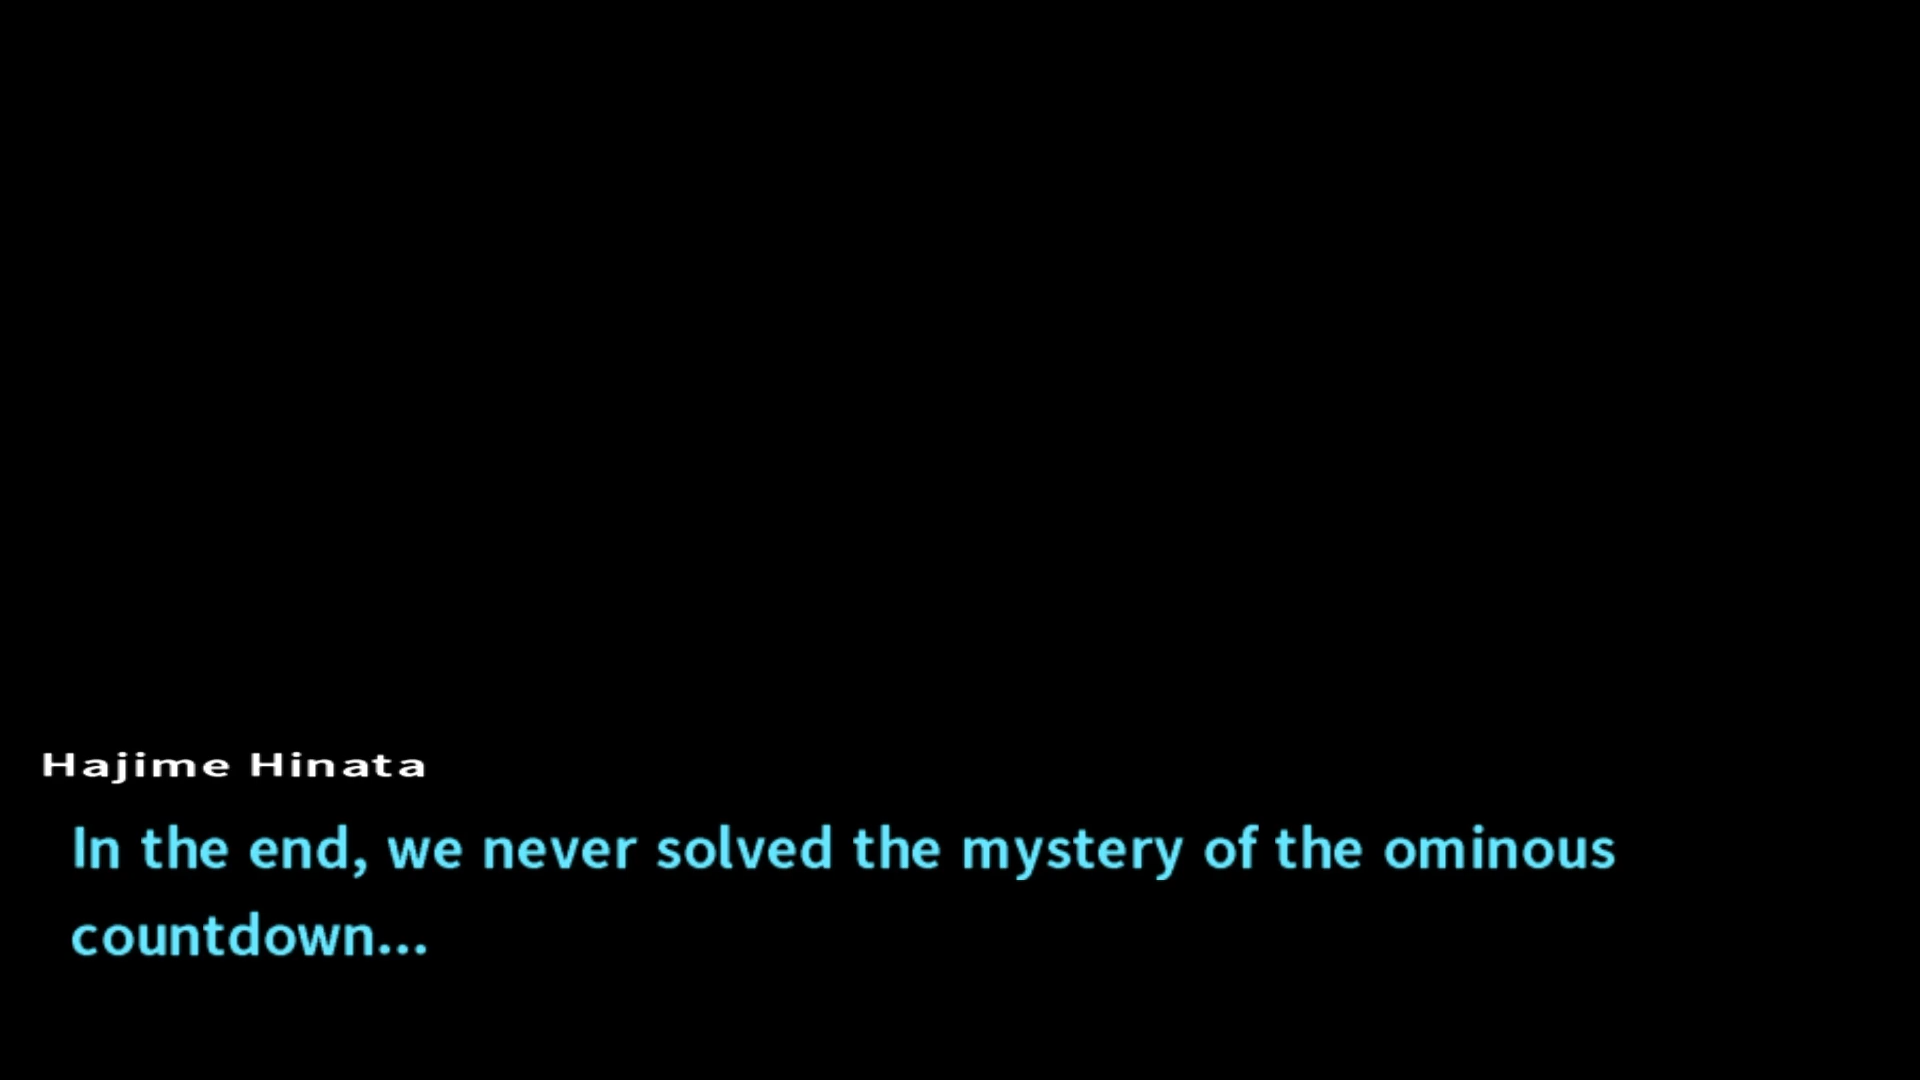 Hajime Hinata
In the end, we never solved the mystery of the ominous
countdown...